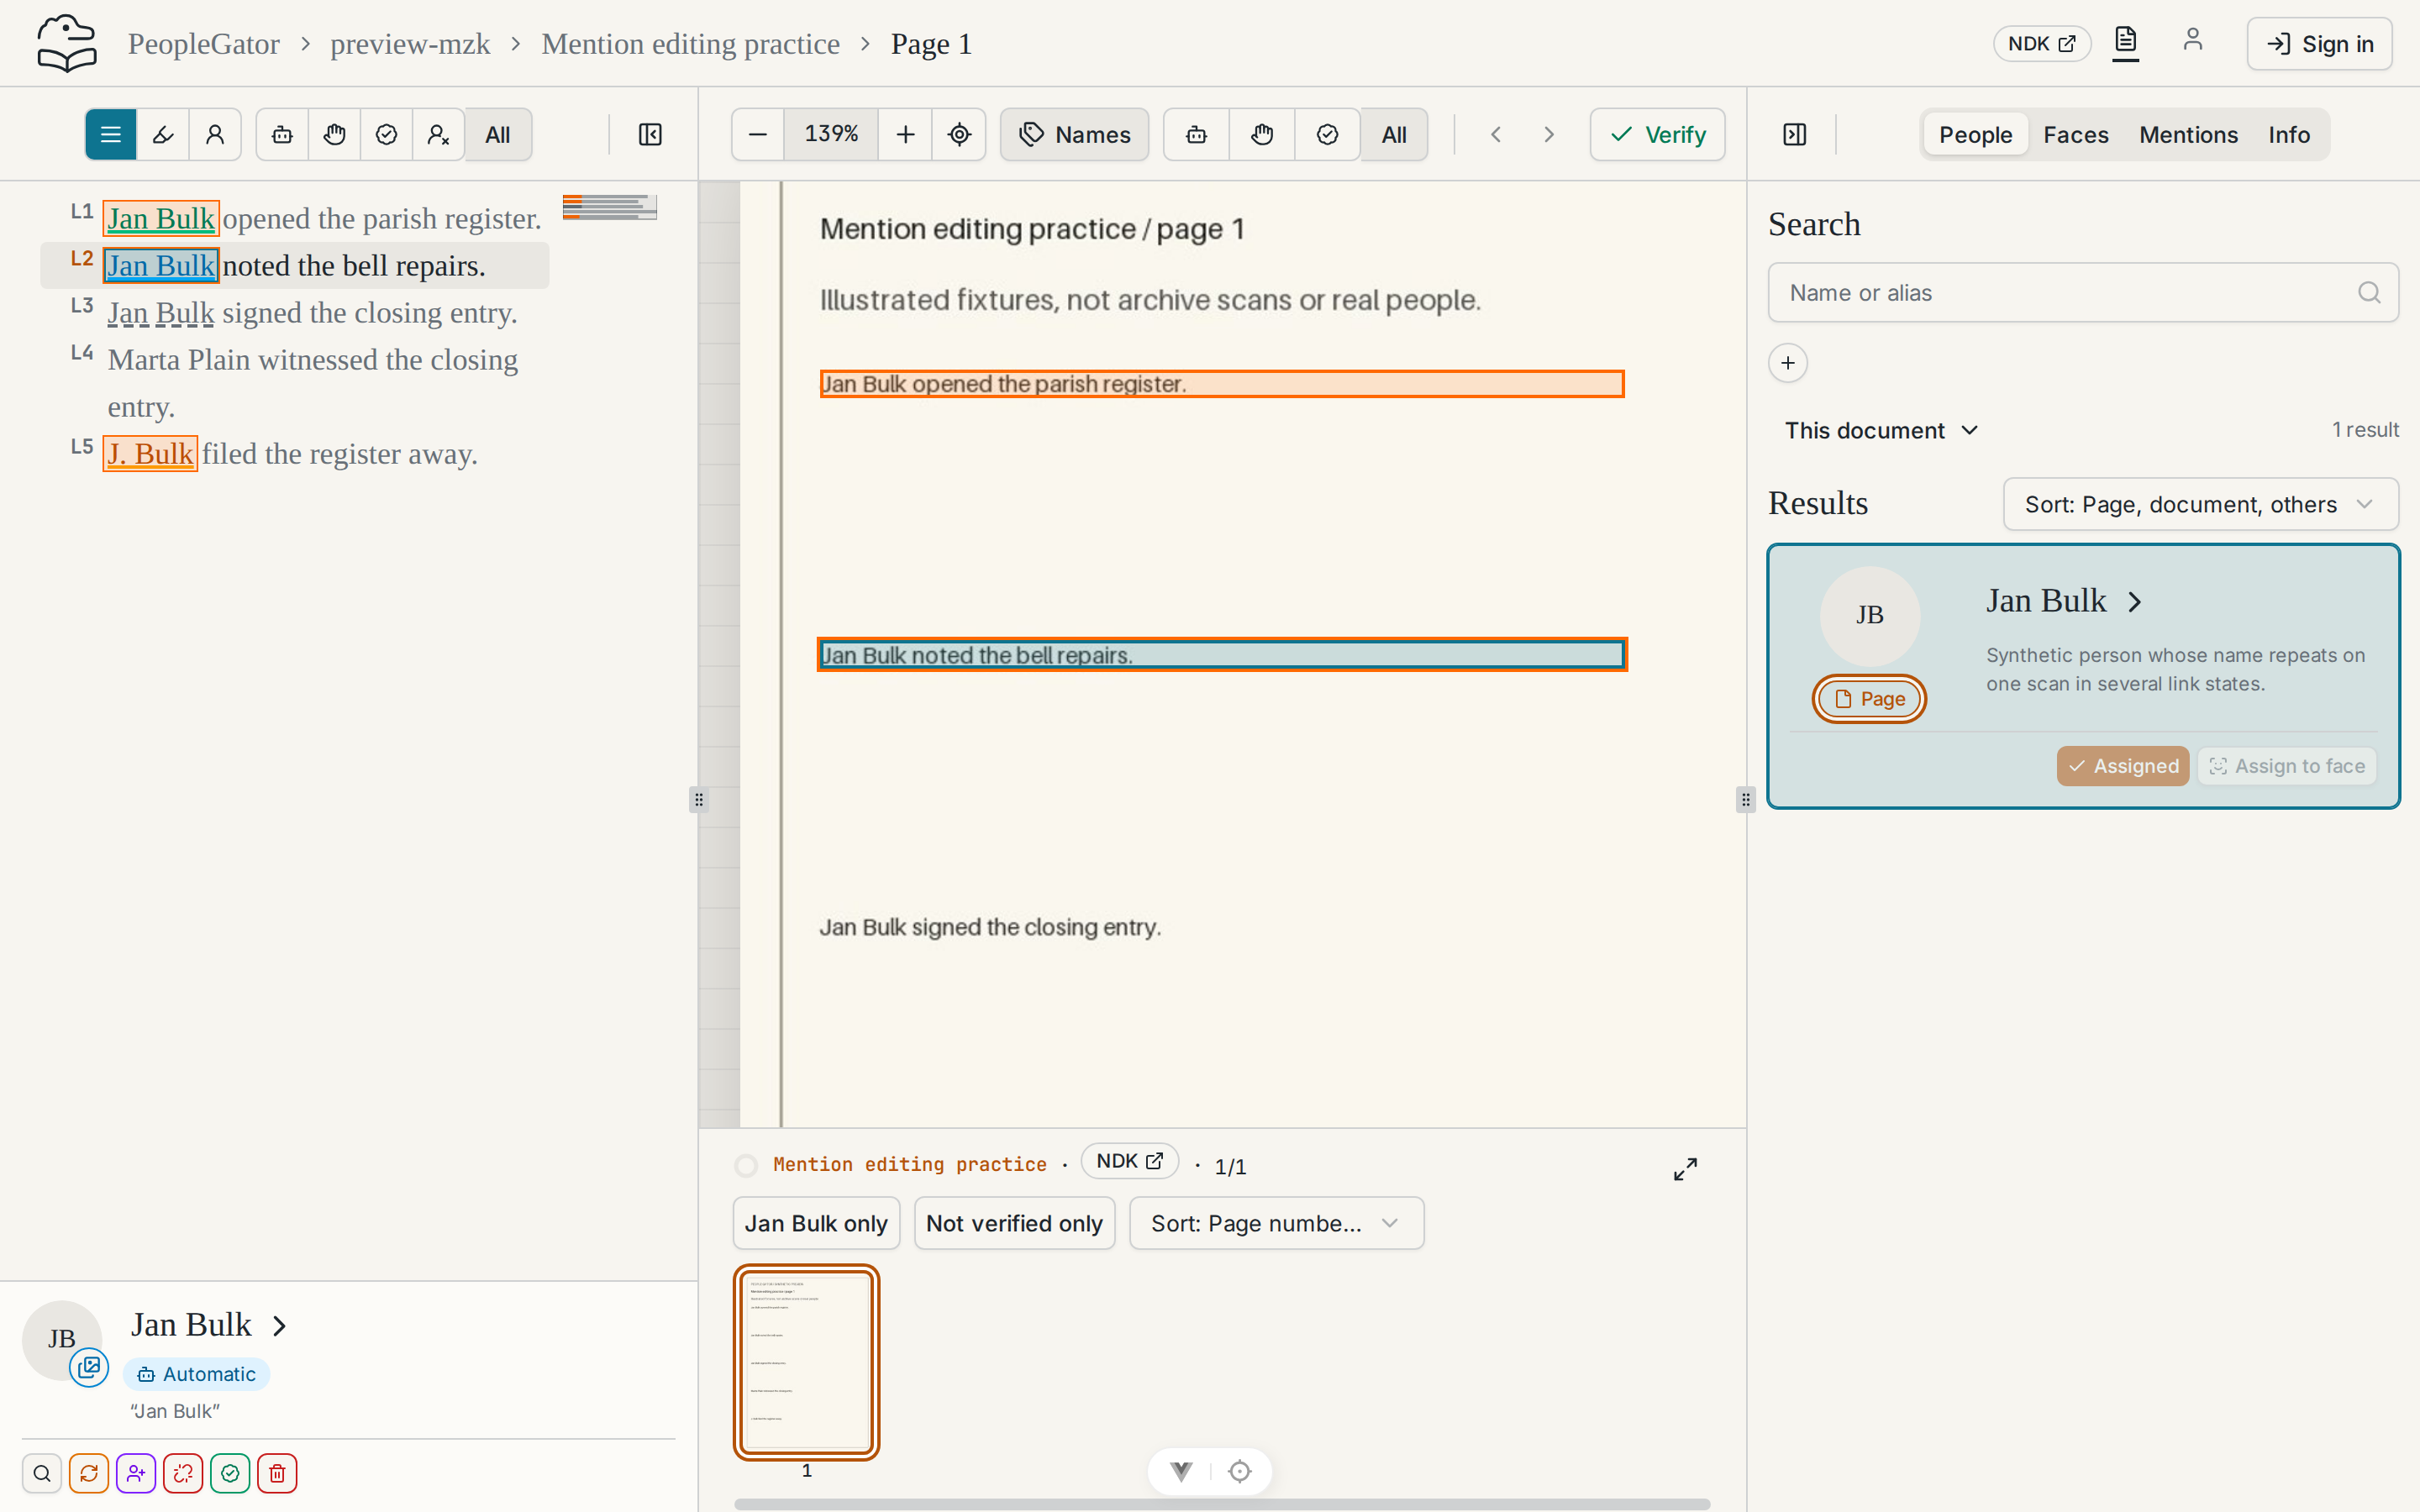 PeopleGator > preview-mzk > Mention editing practice > Page 1
NDK
Sign in
All
139%
Names
All
Verify
People Faces Mentions Info
L1 Jan Bulk opened the parish register.
L2 Jan Bulk noted the bell repairs.
L3 Jan Bulk signed the closing entry.
L4 Marta Plain witnessed the closing
entry.
L5 J. Bulk filed the register away.
Jan Bulk
JB
Automatic
“Jan Bulk”
Mention editing practice / page 1
Illustrated fixtures, not archive scans or real people.
Jan Bulk opened the parish register.
Jan Bulk noted the bell repairs.
Jan Bulk signed the closing entry.
Mention editing practice · NDK · 1/1
Jan Bulk only
Not verified only
Sort: Page numbe...
1
Search
Name or alias
This document
1 result
Results
Sort: Page, document, others
JB
Jan Bulk
Synthetic person whose name repeats on
one scan in several link states.
Page
Assigned
Assign to face